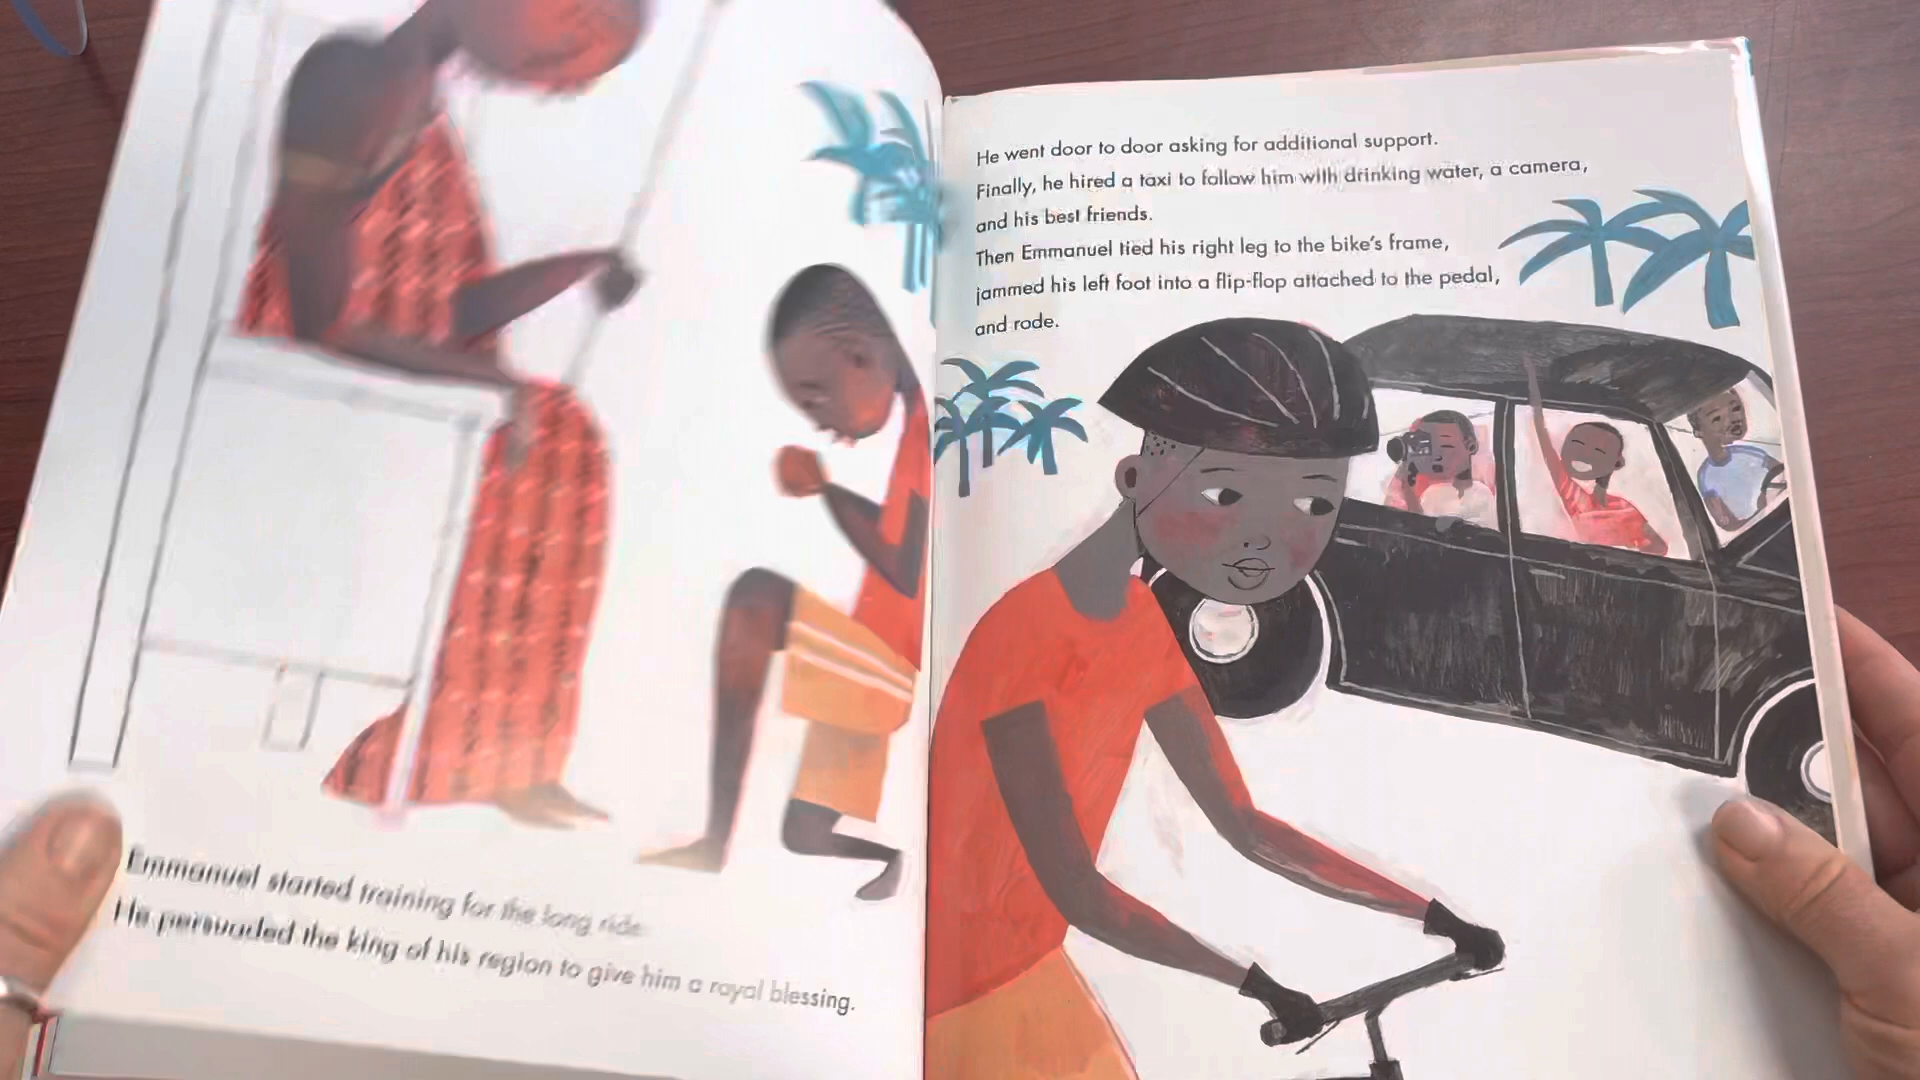 Emmanuel started training for the long ride.
He persuaded the king of his region to give him a royal blessing.
He went door to door asking for additional support.
Finally, he hired a taxi to follow him with drinking water, a camera,
and his best friends.
Then Emmanuel tied his right leg to the bike's frame,
jammed his left foot into a flip-flop attached to the pedal,
and rode.